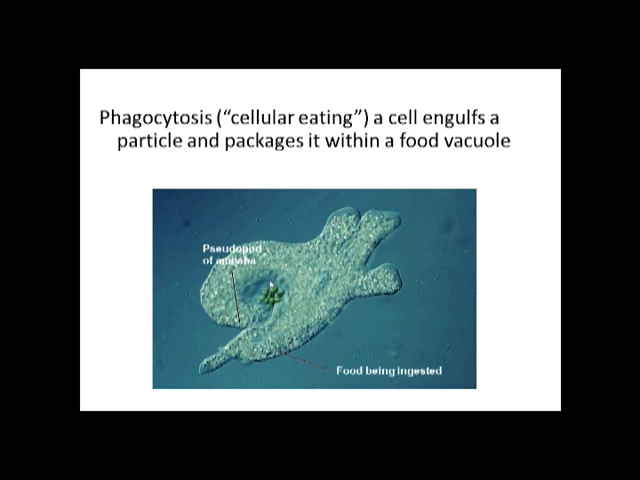 Phagocytosis (“cellular eating”) a cell engulfs a
particle and packages it within a food vacuole
Pseudopod
of amoeba
Food being ingested